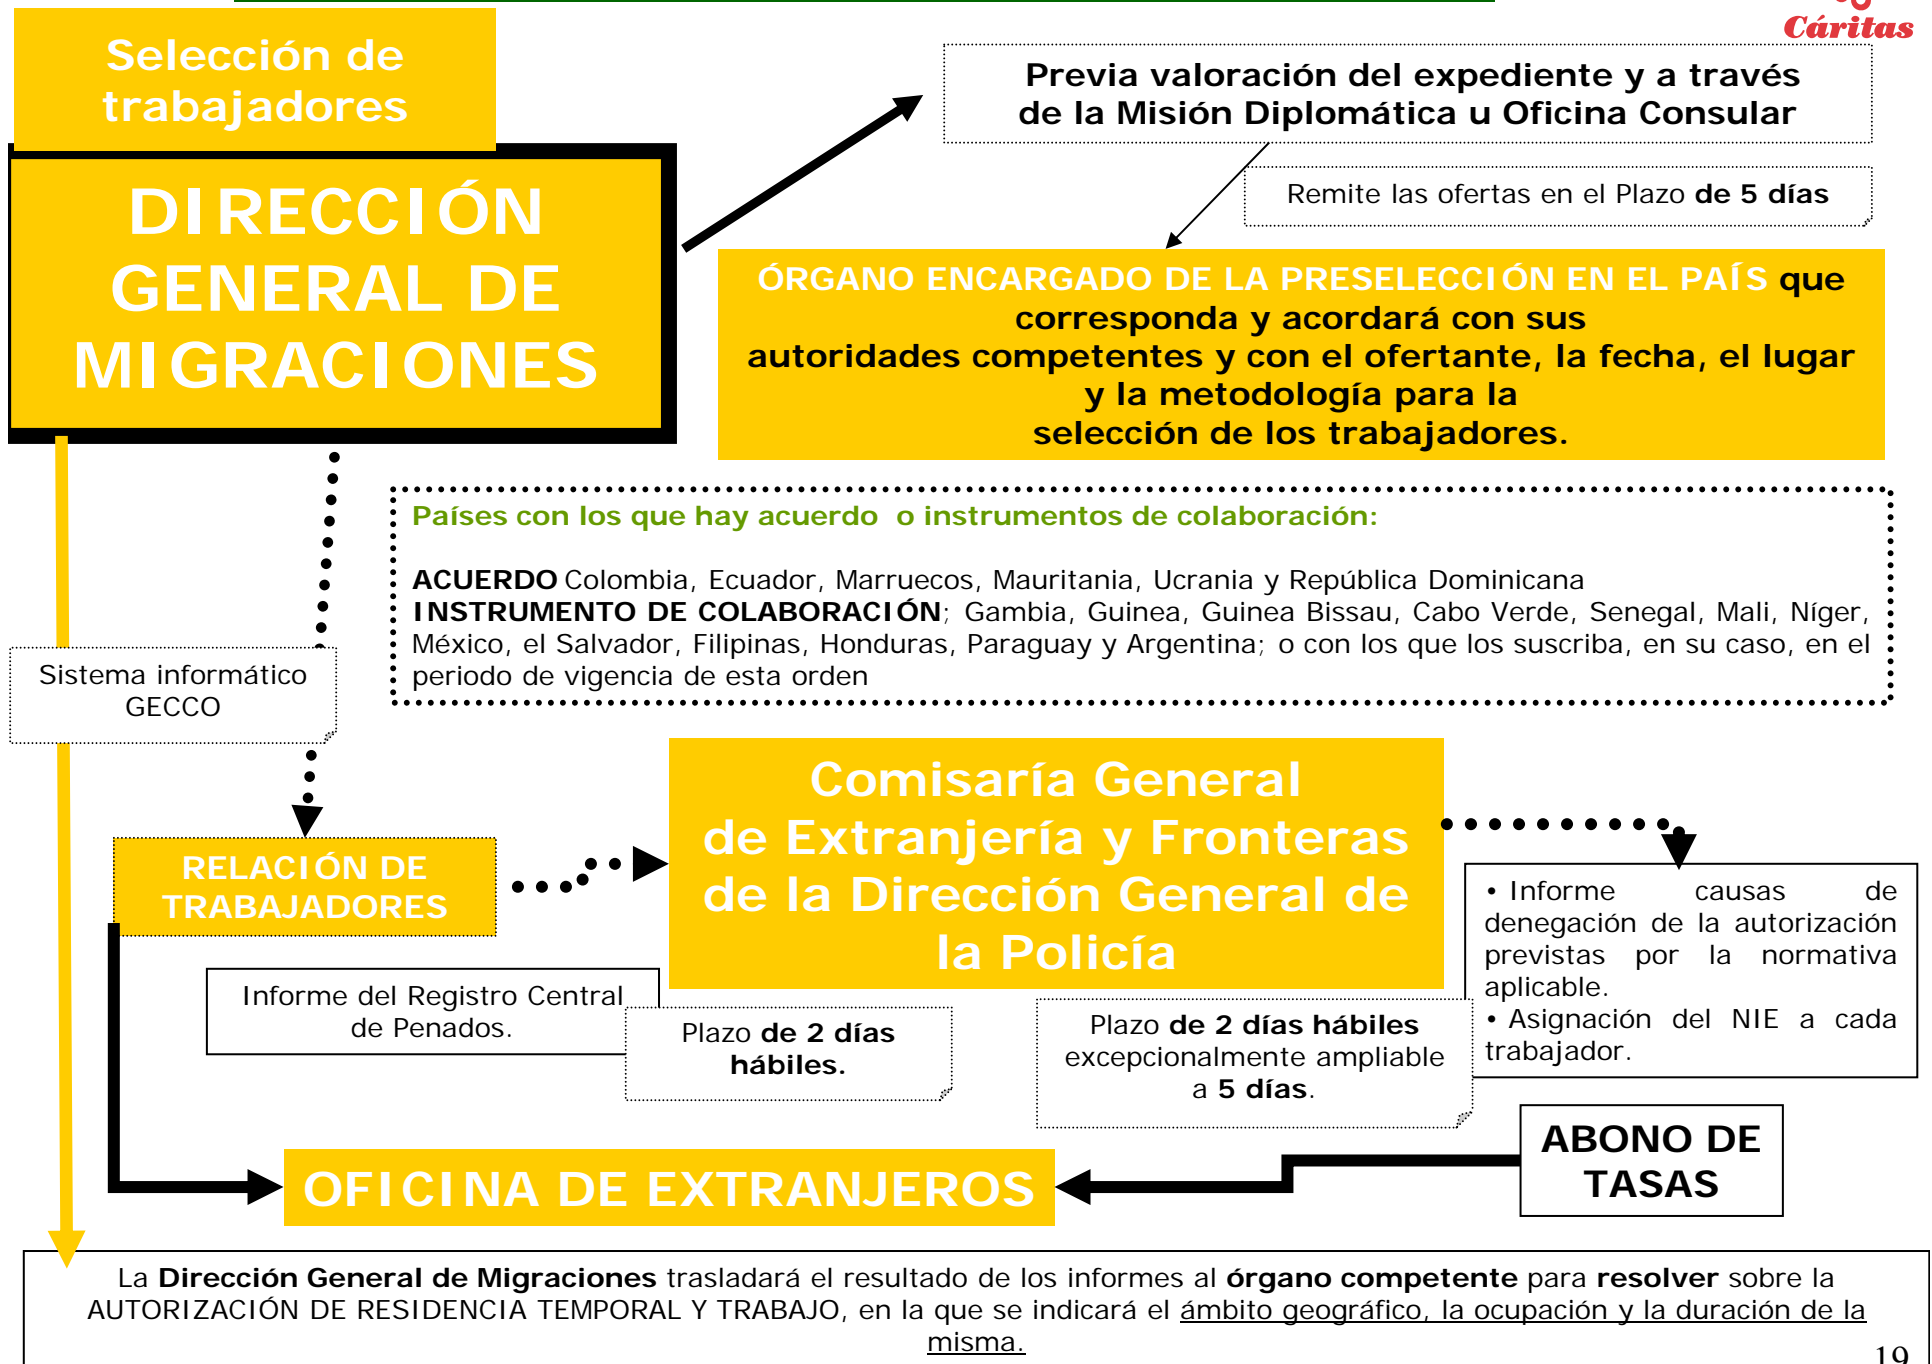 Cáritas
Selección de
trabajadores
Previa valoración del expediente y a través
de la Misión Diplomática u Oficina Consular
DIRECCIÓN
GENERAL DE
MIGRACIONES
Remite las ofertas en el Plazo de 5 días
ÓRGANO ENCARGADO DE LA PRESELECCIÓN EN EL PAÍS que
corresponda y acordará con sus
autoridades competentes y con el ofertante, la fecha, el lugar
y la metodología para la
selección de los trabajadores.
Países con los que hay acuerdo o instrumentos de colaboración:
ACUERDO Colombia, Ecuador, Marruecos, Mauritania, Ucrania y República Dominicana
INSTRUMENTO DE COLABORACIÓN; Gambia, Guinea, Guinea Bissau, Cabo Verde, Senegal, Mali, Níger,
México, el Salvador, Filipinas, Honduras, Paraguay y Argentina; o con los que los suscriba, en su caso, en el
periodo de vigencia de esta orden
Sistema informático
GECCO
Comisaría General
de Extranjería y Fronteras
de la Dirección General de
la Policía
RELACIÓN DE
TRABAJADORES
• Informe causas de
denegación de la autorización
previstas por la normativa
aplicable.
• Asignación del NIE a cada
trabajador.
Informe del Registro Central
de Penados.
Plazo de 2 días
hábiles.
Plazo de 2 días hábiles
excepcionalmente ampliable
a 5 días.
ABONO DE
TASAS
OFICINA DE EXTRANJEROS
La Dirección General de Migraciones trasladará el resultado de los informes al órgano competente para resolver sobre la
AUTORIZACIÓN DE RESIDENCIA TEMPORAL Y TRABAJO, en la que se indicará el ámbito geográfico, la ocupación y la duración de la
misma.
19